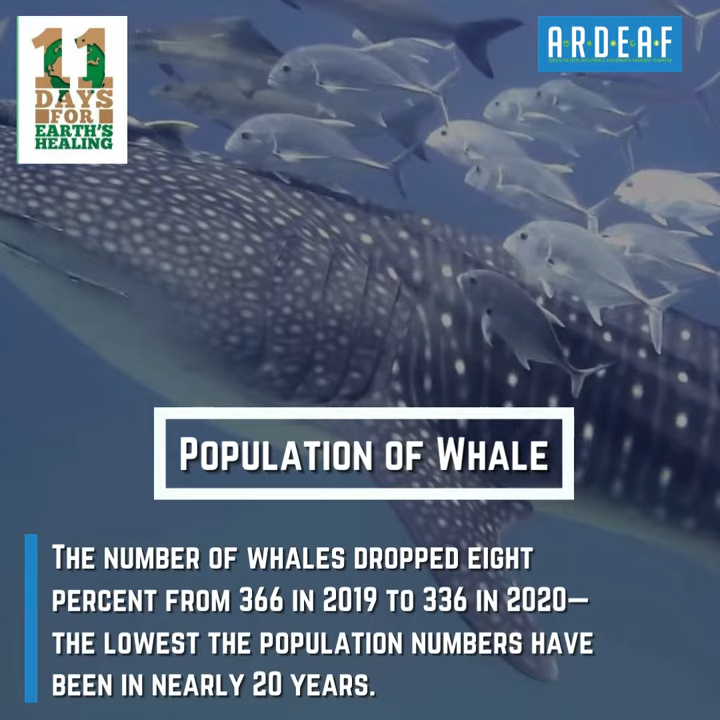 11
DAYS
FOR
EARTH'S
HEALING
ARDEAF
POPULATION OF WHALE
THE NUMBER OF WHALES DROPPED EIGHT
PERCENT FROM 366 IN 2019 TO 336 IN 2020—
THE LOWEST THE POPULATION NUMBERS HAVE
BEEN IN NEARLY 20 YEARS.